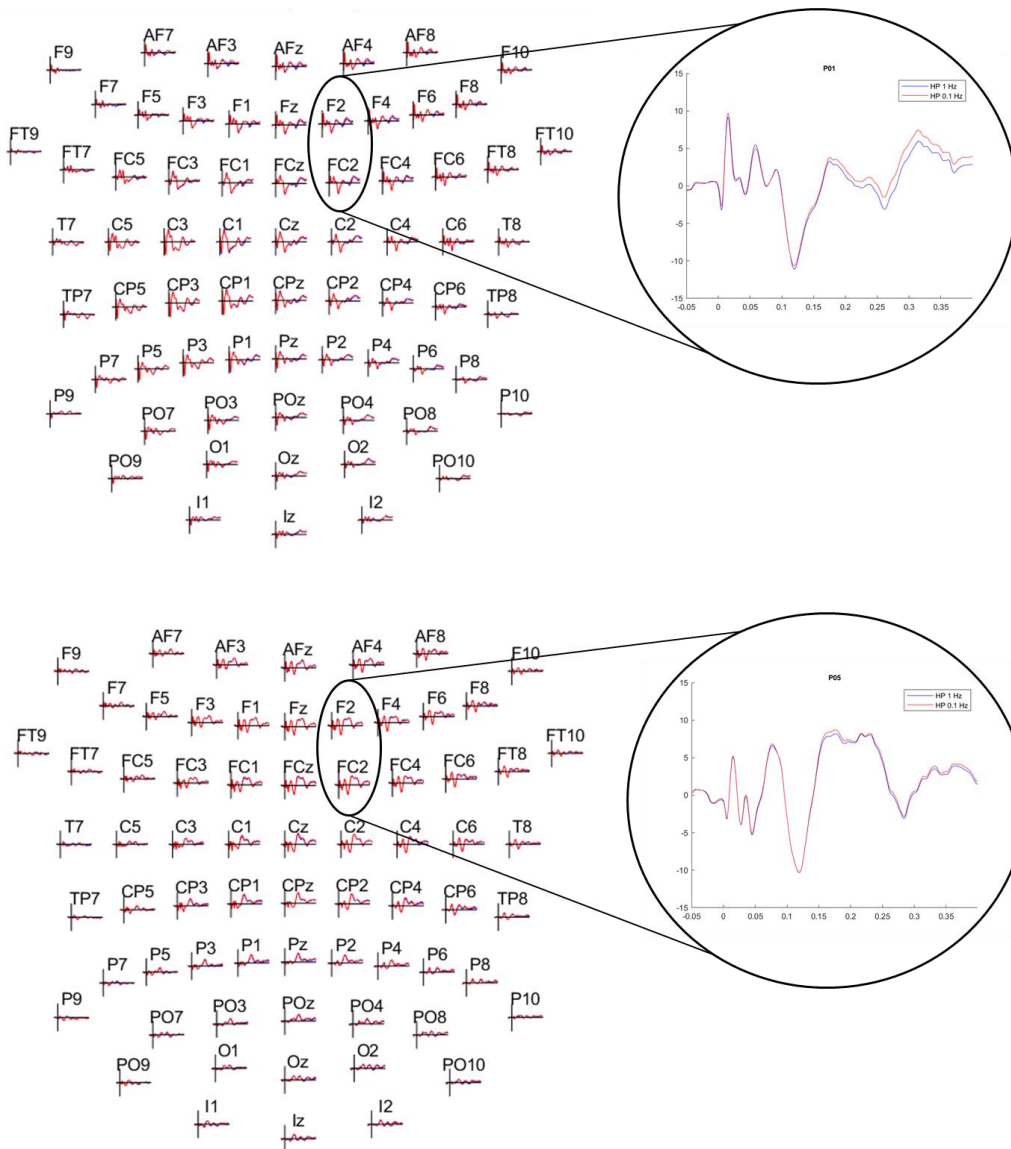 AF7 AF3 AFz AF4 AF8
F9 F10
F7 F5 F3 F1 Fz F2 F4 F6 F8
FT9 FT7 FC5 FC3 FC1 FCz FC2 FC4 FC6 FT8 FT10
T7 C5 C3 C1 Cz C2 C4 C6 T8
TP7 CP5 CP3 CP1 CPz CP2 CP4 CP6 TP8
P7 P5 P3 P1 Pz P2 P4 P6 P8
P9 P10
PO7 PO3 POz PO4 PO8
PO9 O1 Oz O2 PO10
I1 Iz I2
P01
HP 1 Hz
HP 0.1 Hz
15
10
5
0
-5
-10
-15
-0.05 0 0.05 0.1 0.15 0.2 0.25 0.3 0.35
AF7 AF3 AFz AF4 AF8
F9 F10
F7 F5 F3 F1 Fz F2 F4 F6 F8
FT9 FT7 FC5 FC3 FC1 FCz FC2 FC4 FC6 FT8 FT10
T7 C5 C3 C1 Cz C2 C4 C6 T8
TP7 CP5 CP3 CP1 CPz CP2 CP4 CP6 TP8
P7 P5 P3 P1 Pz P2 P4 P6 P8
P9 P10
PO7 PO3 POz PO4 PO8
PO9 O1 Oz O2 PO10
I1 Iz I2
P05
HP 1 Hz
HP 0.1 Hz
15
10
5
0
-5
-10
-15
-0.05 0 0.05 0.1 0.15 0.2 0.25 0.3 0.35